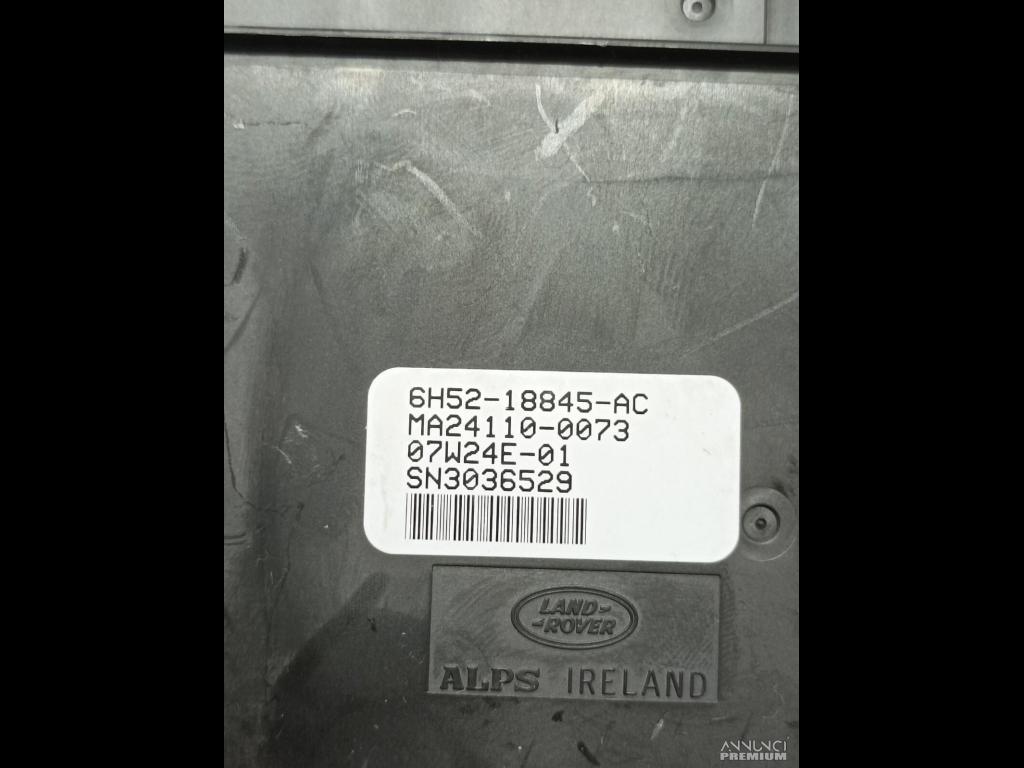 6H52-18845-AC
MA24110-0073
07W24E-01
SN3036529
LAND-
-ROVER
ALPS IRELAND
ANNUNCI
PREMIUM